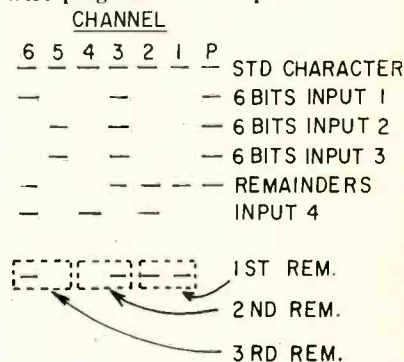 CHANNEL
6 5 4 3 2 1 P
STD CHARACTER
6 BITS INPUT 1
6 BITS INPUT 2
6 BITS INPUT 3
REMAINDERS
INPUT 4
1ST REM.
2ND REM.
3RD REM.